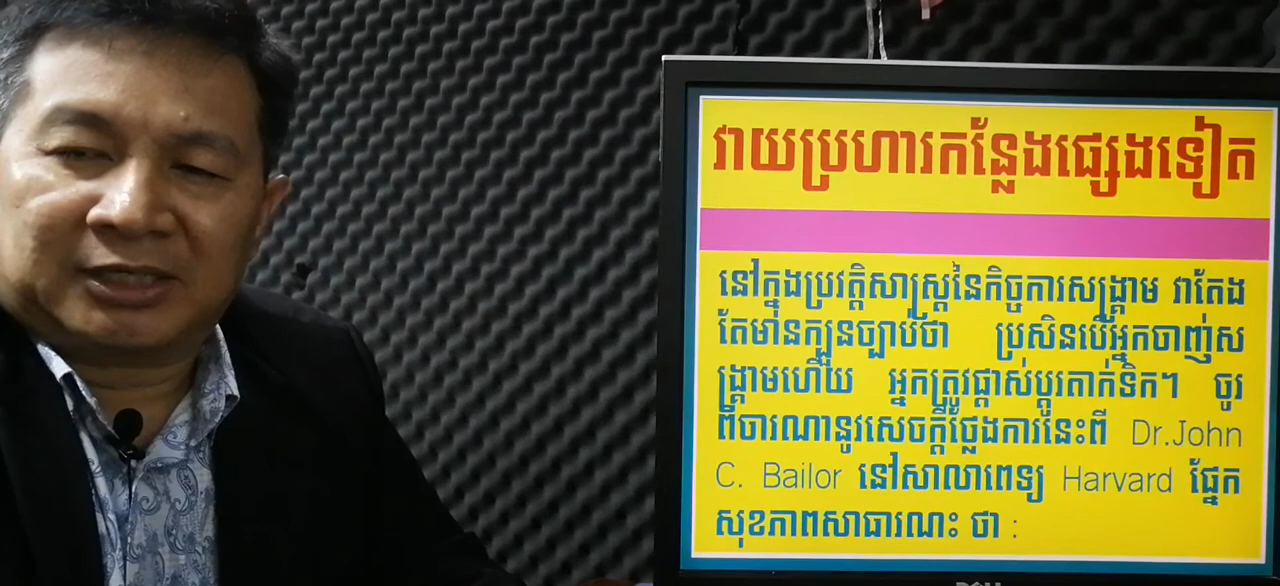 វាយប្រហារកន្លែងផ្សេងទៀត
នៅក្នុងប្រវត្តិសាស្ត្រនៃកិច្ចការសង្គ្រាម វាតែង
តែមានក្បួនច្បាប់ថា ប្រសិនបើអ្នកចាញ់ស
ង្គ្រាមហើយ អ្នកត្រូវផ្តាស់ប្តូរតាក់ទិក។ ចូរ
ពីចារណានូវសេចក្តីថ្លែងការនេះពី Dr.John
C. Bailor នៅសាលាពេទ្យ Harvard ផ្នែក
សុខភាពសាធារណះ ថា :